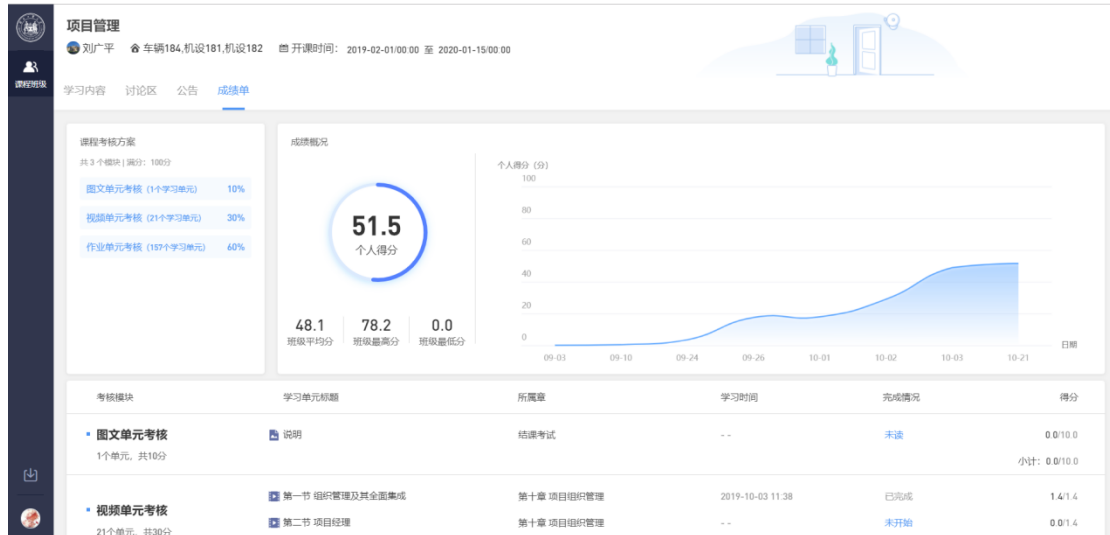 项目管理
刘广平 车辆184,机设181,机设182 开课时间： 2019-02-01/00:00 至 2020-01-15/00:00
课程班级
学习内容 讨论区 公告 成绩单
课程考核方案
共 3 个模块 | 满分：100分
图文单元考核 (1个学习单元) 10%
视频单元考核 (21个学习单元) 30%
作业单元考核 (157个学习单元) 60%
成绩概况
51.5
个人得分
48.1 78.2 0.0
班级平均分 班级最高分 班级最低分
个人得分 (分)
100
80
60
40
20
0
日期
09-03 09-10 09-24 09-26 10-01 10-02 10-03 10-21
考核模块 学习单元标题 所属章 学习时间 完成情况 得分
图文单元考核 说明 结课考试 - - 未读 0.0/10.0
1个单元，共10分 小计：0.0/10.0
第一节 组织管理及其全面集成 第十章 项目组织管理 2019-10-03 11:38 已完成 1.4/1.4
视频单元考核
第二节 项目经理 第十章 项目组织管理 - - 未开始 0.0/1.4
21个单元，共30分